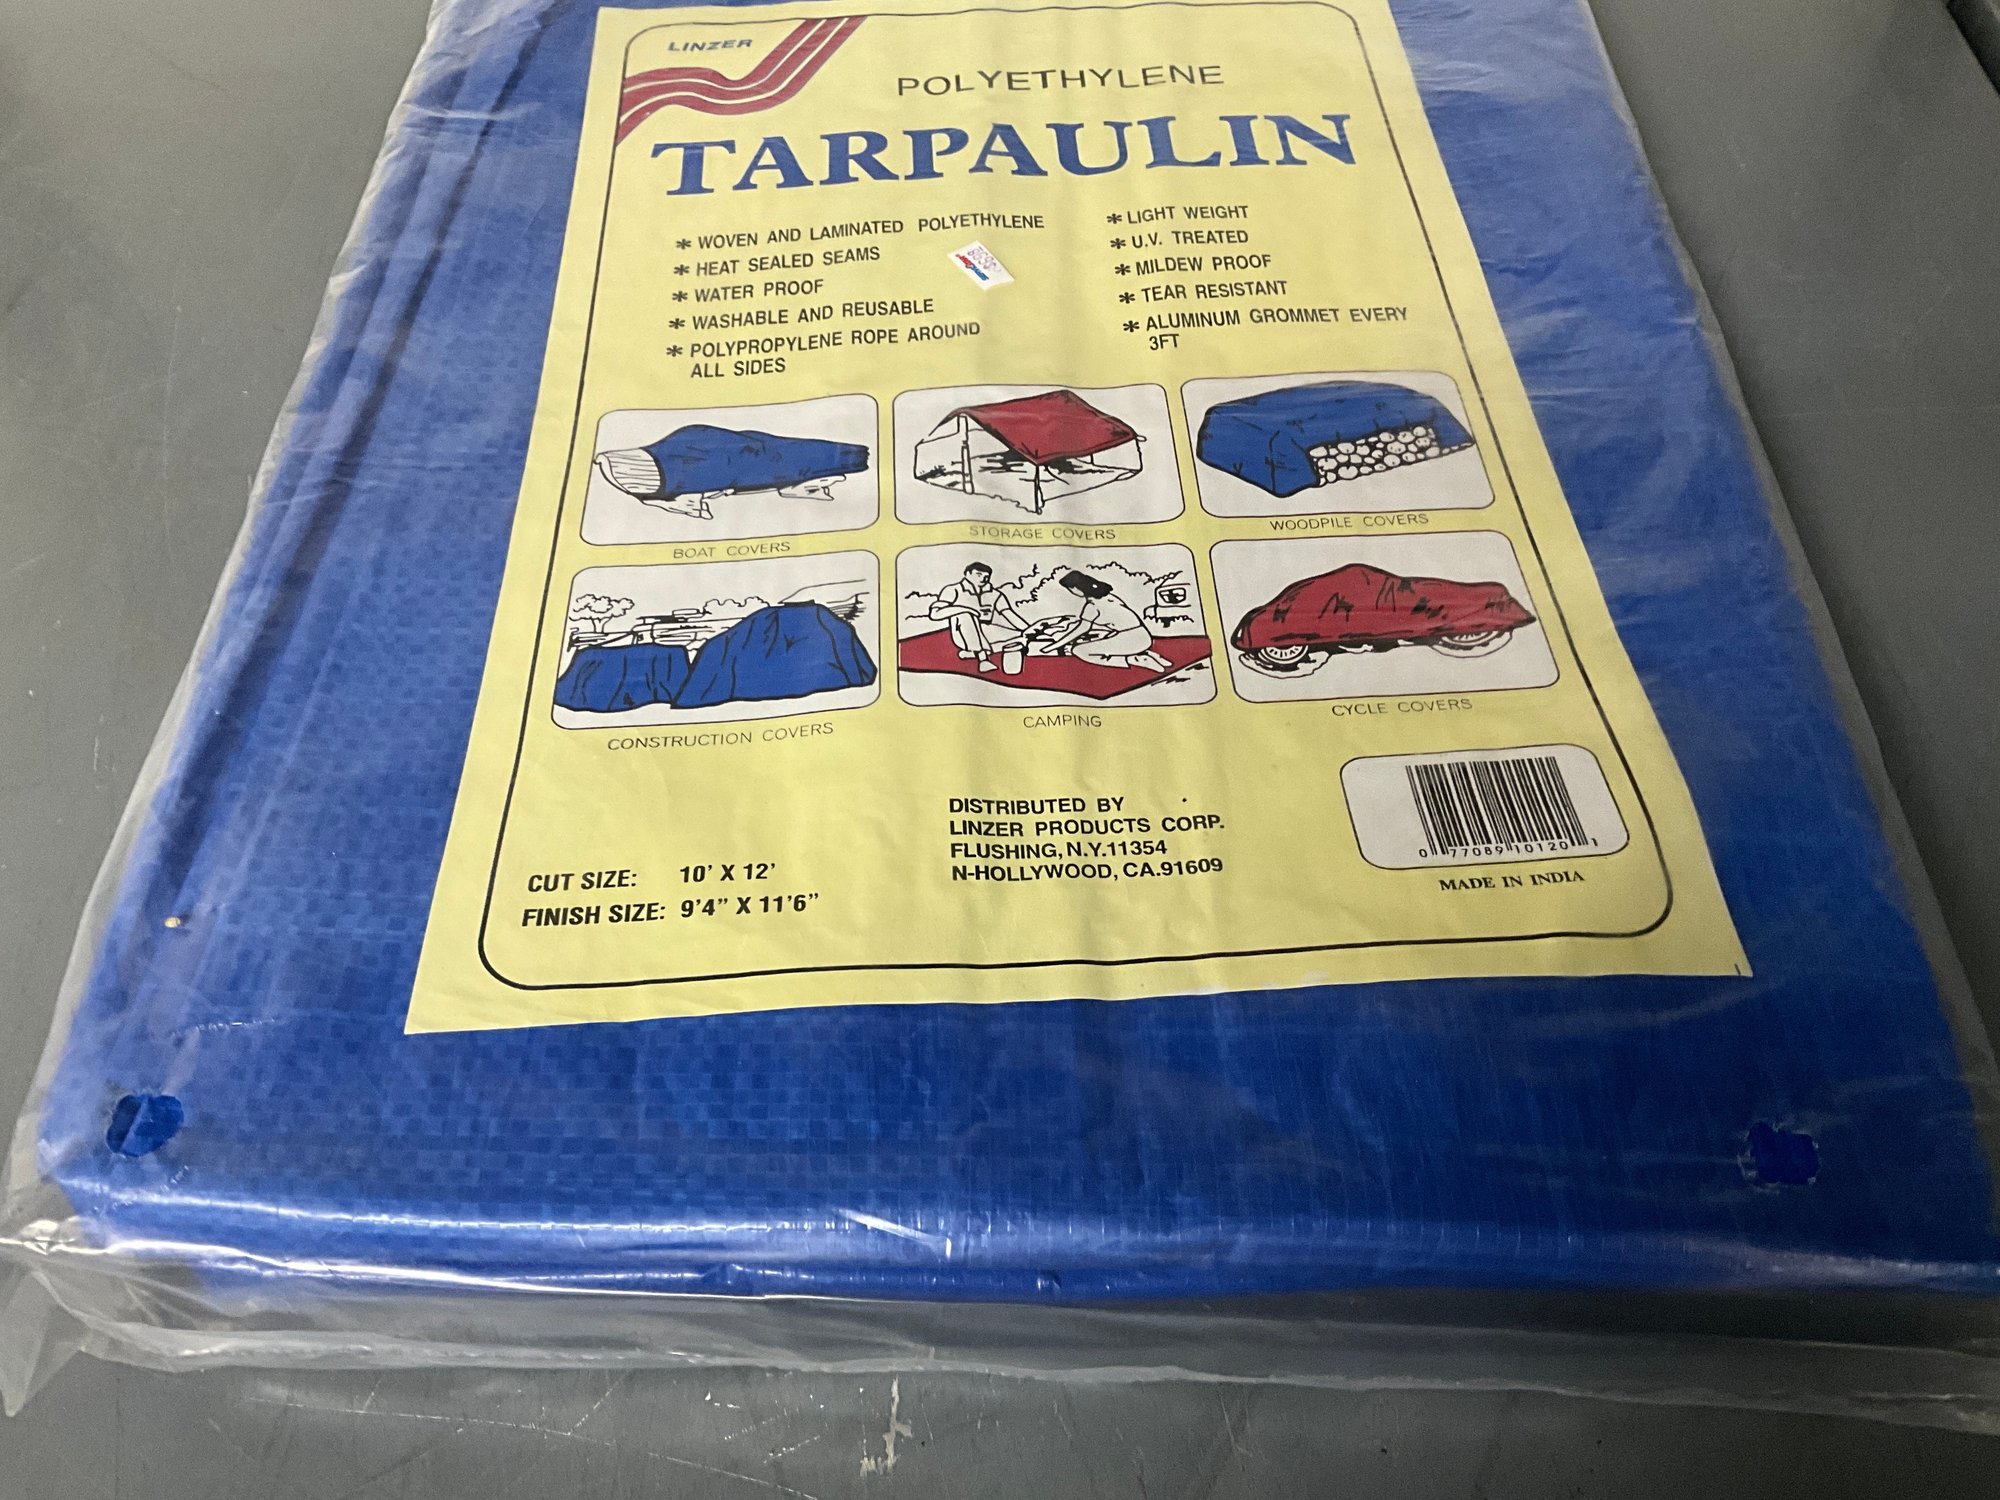 LINZER
POLYETHYLENE
TARPAULIN
* WOVEN AND LAMINATED POLYETHYLENE
* HEAT SEALED SEAMS
* WATER PROOF
* WASHABLE AND REUSABLE
* POLYPROPYLENE ROPE AROUND
ALL SIDES
* LIGHT WEIGHT
* U.V. TREATED
* MILDEW PROOF
* TEAR RESISTANT
* ALUMINUM GROMMET EVERY
3FT
BOAT COVERS
STORAGE COVERS
WOODPILE COVERS
CONSTRUCTION COVERS
CAMPING
CYCLE COVERS
CUT SIZE: 10' X 12'
FINISH SIZE: 9'4" X 11'6"
DISTRIBUTED BY
LINZER PRODUCTS CORP.
FLUSHING, N.Y.11354
N-HOLLYWOOD, CA.91609
0 77089 10120 1
MADE IN INDIA